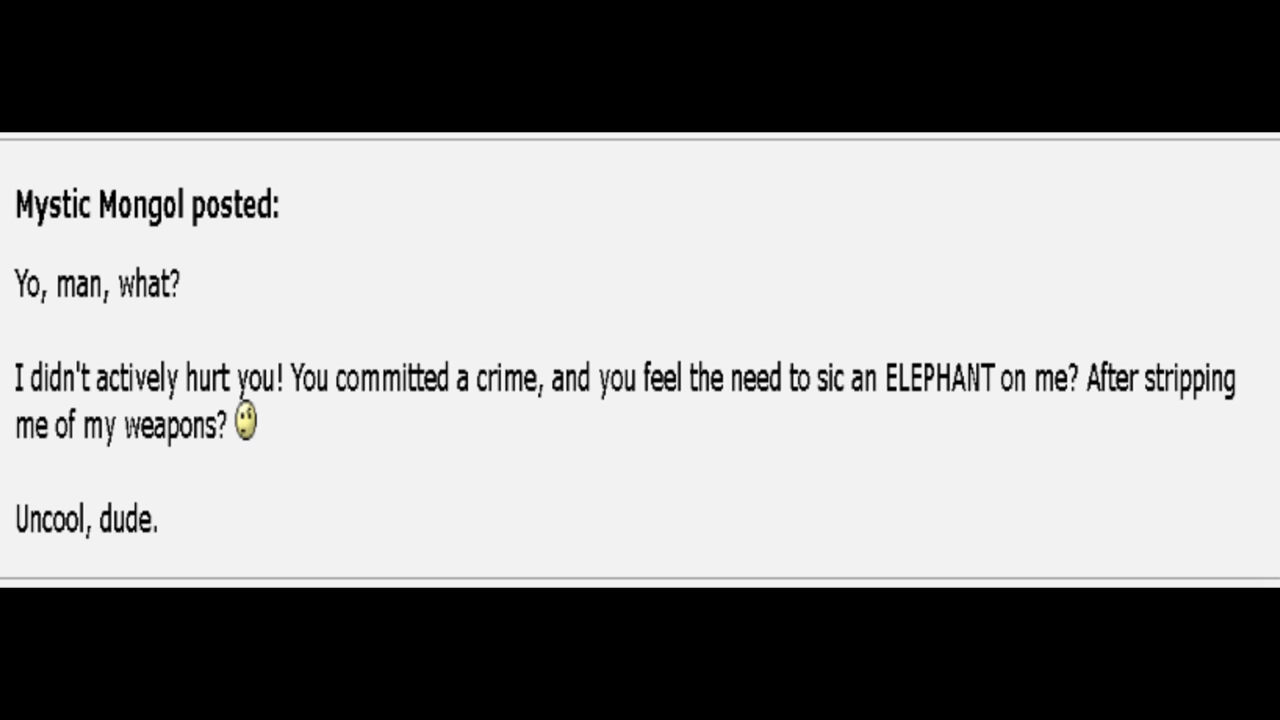 Mystic Mongol posted:
Yo, man, what?
I didn't actively hurt you! You committed a crime, and you feel the need to sic an ELEPHANT on me? After stripping
me of my weapons?
Uncool, dude.